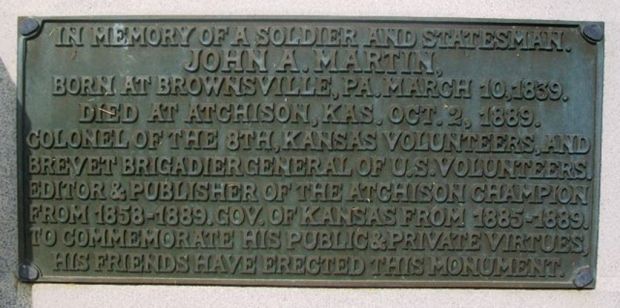 IN MEMORY OF A SOLDIER AND STATESMAN.
JOHN A. MARTIN,
BORN AT BROWNSVILLE, PA. MARCH 10, 1839.
DIED AT ATCHISON, KAS. OCT. 2, 1889.
COLONEL OF THE 8TH, KANSAS VOLUNTEERS, AND
BREVET BRIGADIER GENERAL OF U.S. VOLUNTEERS.
EDITOR & PUBLISHER OF THE ATCHISON CHAMPION
FROM 1858-1889. GOV. OF KANSAS FROM 1885-1889.
TO COMMEMORATE HIS PUBLIC & PRIVATE VIRTUES
HIS FRIENDS HAVE ERECTED THIS MONUMENT.